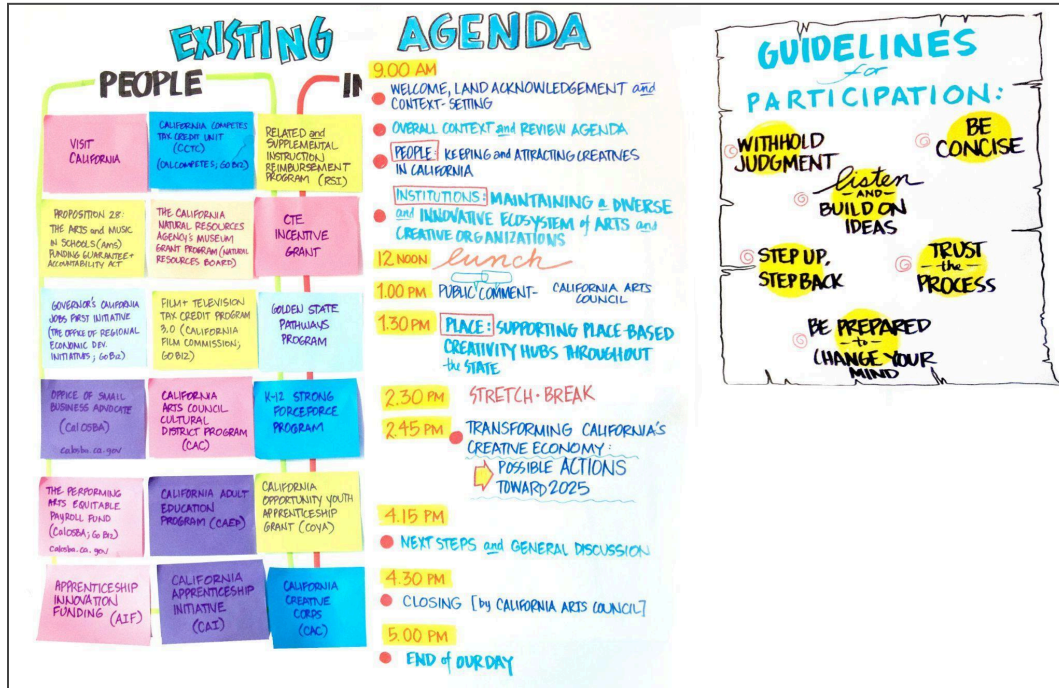 EXISTING
PEOPLE
IN
VISIT
CALIFORNIA
CALIFORNIA COMPETES
TAX CREDIT UNIT
(CCTC)
(CALCOMPETES; GO BIZ)
RELATED and
SUPPLEMENTAL
INSTRUCTION
REIMBURSEMENT
PROGRAM (RSI)
PROPOSITION 28:
THE ARTS AND MUSIC
IN SCHOOLS (AMS)
FUNDING GUARANTEE +
ACCOUNTABILITY ACT
THE CALIFORNIA
NATURAL RESOURCES
AGENCY'S MUSEUM
GRANT PROGRAM (NATURAL
RESOURCES BOARD)
CTE
INCENTIVE
GRANT
GOVERNOR'S CALIFORNIA
JOBS FIRST INITIATIVE
(THE OFFICE OF REGIONAL
ECONOMIC DEV.
INITIATIVES; GO BIZ)
FILM + TELEVISION
TAX CREDIT PROGRAM
3.0 (CALIFORNIA
FILM COMMISSION;
GO BIZ)
GOLDEN STATE
PATHWAYS
PROGRAM
OFFICE OF SMALL
BUSINESS ADVOCATE
(CalOSBA)
calosba.ca.gov
CALIFORNIA
ARTS COUNCIL
CULTURAL
DISTRICT PROGRAM
(CAC)
K-12 STRONG
FORCEFORCE
PROGRAM
THE PERFORMING
ARTS EQUITABLE
PAYROLL FUND
(CalOSBA; GO BIZ)
calosba.ca.gov
CALIFORNIA ADULT
EDUCATION
PROGRAM (CAEP)
CALIFORNIA
OPPORTUNITY YOUTH
APPRENTICESHIP
GRANT (COYA)
APPRENTICESHIP
INNOVATION
FUNDING (AIF)
CALIFORNIA
APPRENTICESHIP
INITIATIVE
(CAI)
CALIFORNIA
CREATIVE
CORPS
(CAC)
AGENDA
9.00 AM
WELCOME, LAND ACKNOWLEDGEMENT and
CONTEXT-SETTING
OVERALL CONTEXT and REVIEW AGENDA
PEOPLE: KEEPING and ATTRACTING CREATIVES
IN CALIFORNIA
INSTITUTIONS: MAINTAINING a DIVERSE
and INNOVATIVE ECOSYSTEM OF ARTS and
CREATIVE ORGANIZATIONS
12 NOON lunch
1.00 PM PUBLIC COMMENT- CALIFORNIA ARTS
COUNCIL
1.30 PM PLACE: SUPPORTING PLACE-BASED
CREATIVITY HUBS THROUGHOUT
the STATE
2.30 PM STRETCH • BREAK
2.45 PM TRANSFORMING CALIFORNIA'S
CREATIVE ECONOMY:
POSSIBLE ACTIONS
TOWARD 2025
4.15 PM
NEXT STEPS and GENERAL DISCUSSION
4.30 PM
CLOSING [by CALIFORNIA ARTS COUNCIL]
5.00 PM
END of OUR DAY
GUIDELINES
for
PARTICIPATION:
WITHHOLD
JUDGMENT
BE
CONCISE
listen
-AND-
BUILD ON
IDEAS
STEP UP,
STEP BACK
TRUST
-the-
PROCESS
BE PREPARED
-to-
CHANGE YOUR
MIND